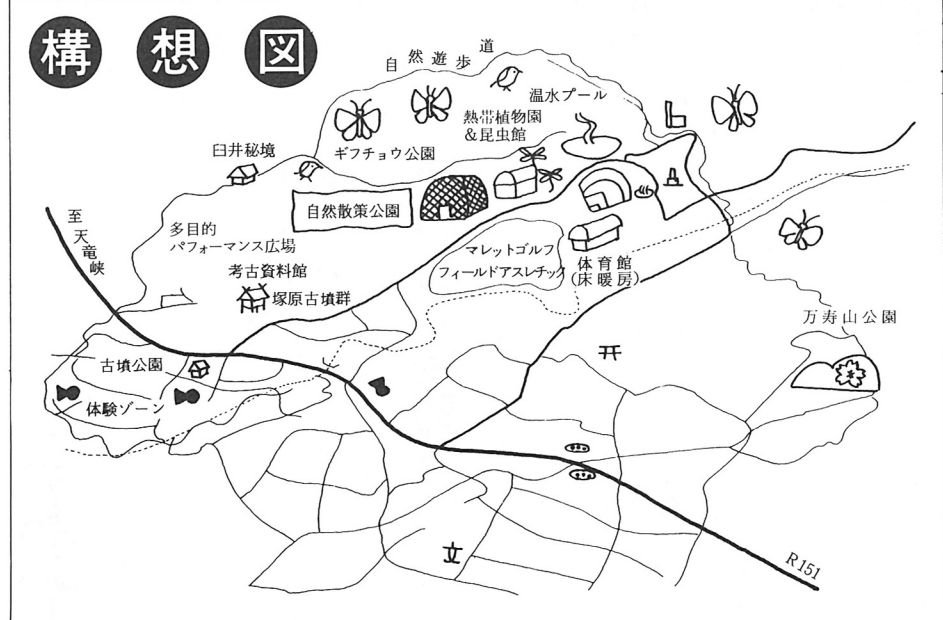 構想図
自然遊歩道
温水プール
熱帯植物園
&昆虫館
ギフチョウ公園
臼井秘境
自然散策公園
多目的
パフォーマンス広場
マレットゴルフ
フィールドアスレチック
体育館
(床暖房)
至天竜峡
考古資料館
塚原古墳群
万寿山公園
古墳公園
体験ゾーン
R151